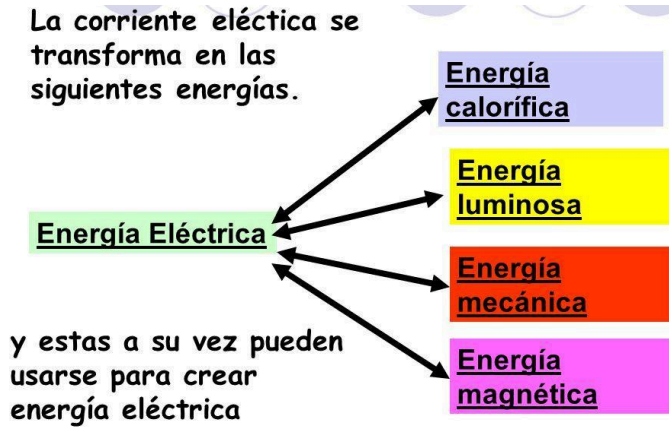 La corriente eléctica se
transforma en las
siguientes energías.
Energía
calorífica
Energía
luminosa
Energía Eléctrica
Energía
mecánica
y estas a su vez pueden
usarse para crear
energía eléctrica
Energía
magnética